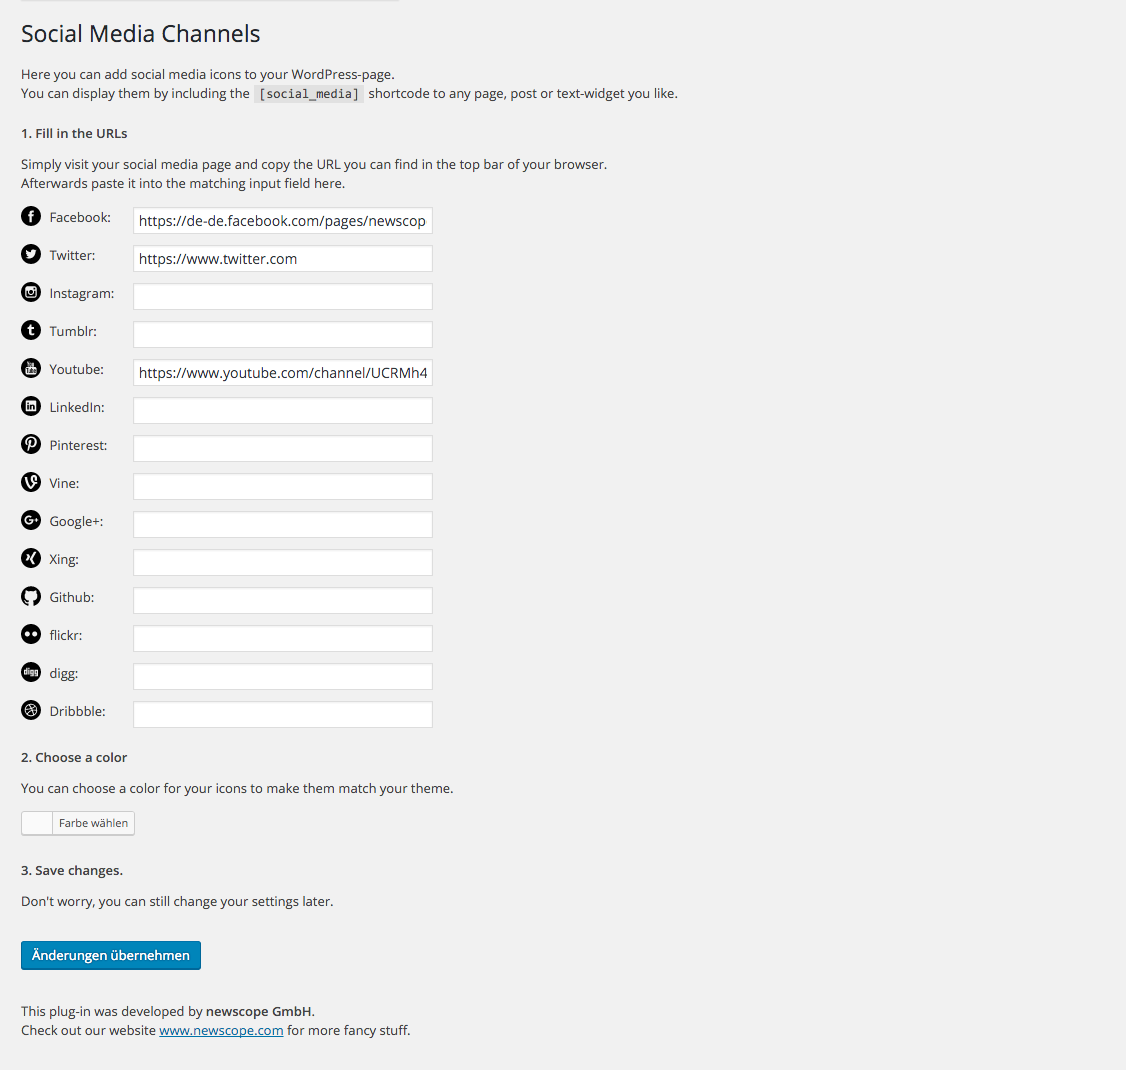 Social Media Channels
Here you can add social media icons to your WordPress-page.
You can display them by including the [social_media] shortcode to any page, post or text-widget you like.
1. Fill in the URLs
Simply visit your social media page and copy the URL you can find in the top bar of your browser.
Afterwards paste it into the matching input field here.
Facebook: https://de-de.facebook.com/pages/newscop
Twitter: https://www.twitter.com
Instagram:
Tumblr:
Youtube: https://www.youtube.com/channel/UCRMh4
LinkedIn:
Pinterest:
Vine:
Google+:
Xing:
Github:
flickr:
digg digg:
Dribbble:
2. Choose a color
You can choose a color for your icons to make them match your theme.
Farbe wählen
3. Save changes.
Don't worry, you can still change your settings later.
Änderungen übernehmen
This plug-in was developed by newscope GmbH.
Check out our website www.newscope.com for more fancy stuff.